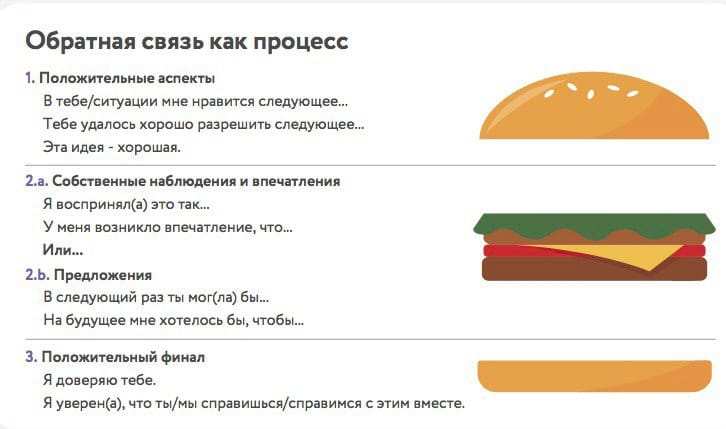 Обратная связь как процесс
1. Положительные аспекты
В тебе/ситуации мне нравится следующее...
Тебе удалось хорошо разрешить следующее...
Эта идея - хорошая.
2.a. Собственные наблюдения и впечатления
Я воспринял(а) это так...
У меня возникло впечатление, что...
Или...
2.b. Предложения
В следующий раз ты мог(ла) бы...
На будущее мне хотелось бы, чтобы...
3. Положительный финал
Я доверяю тебе.
Я уверен(а), что ты/мы справишься/справимся с этим вместе.